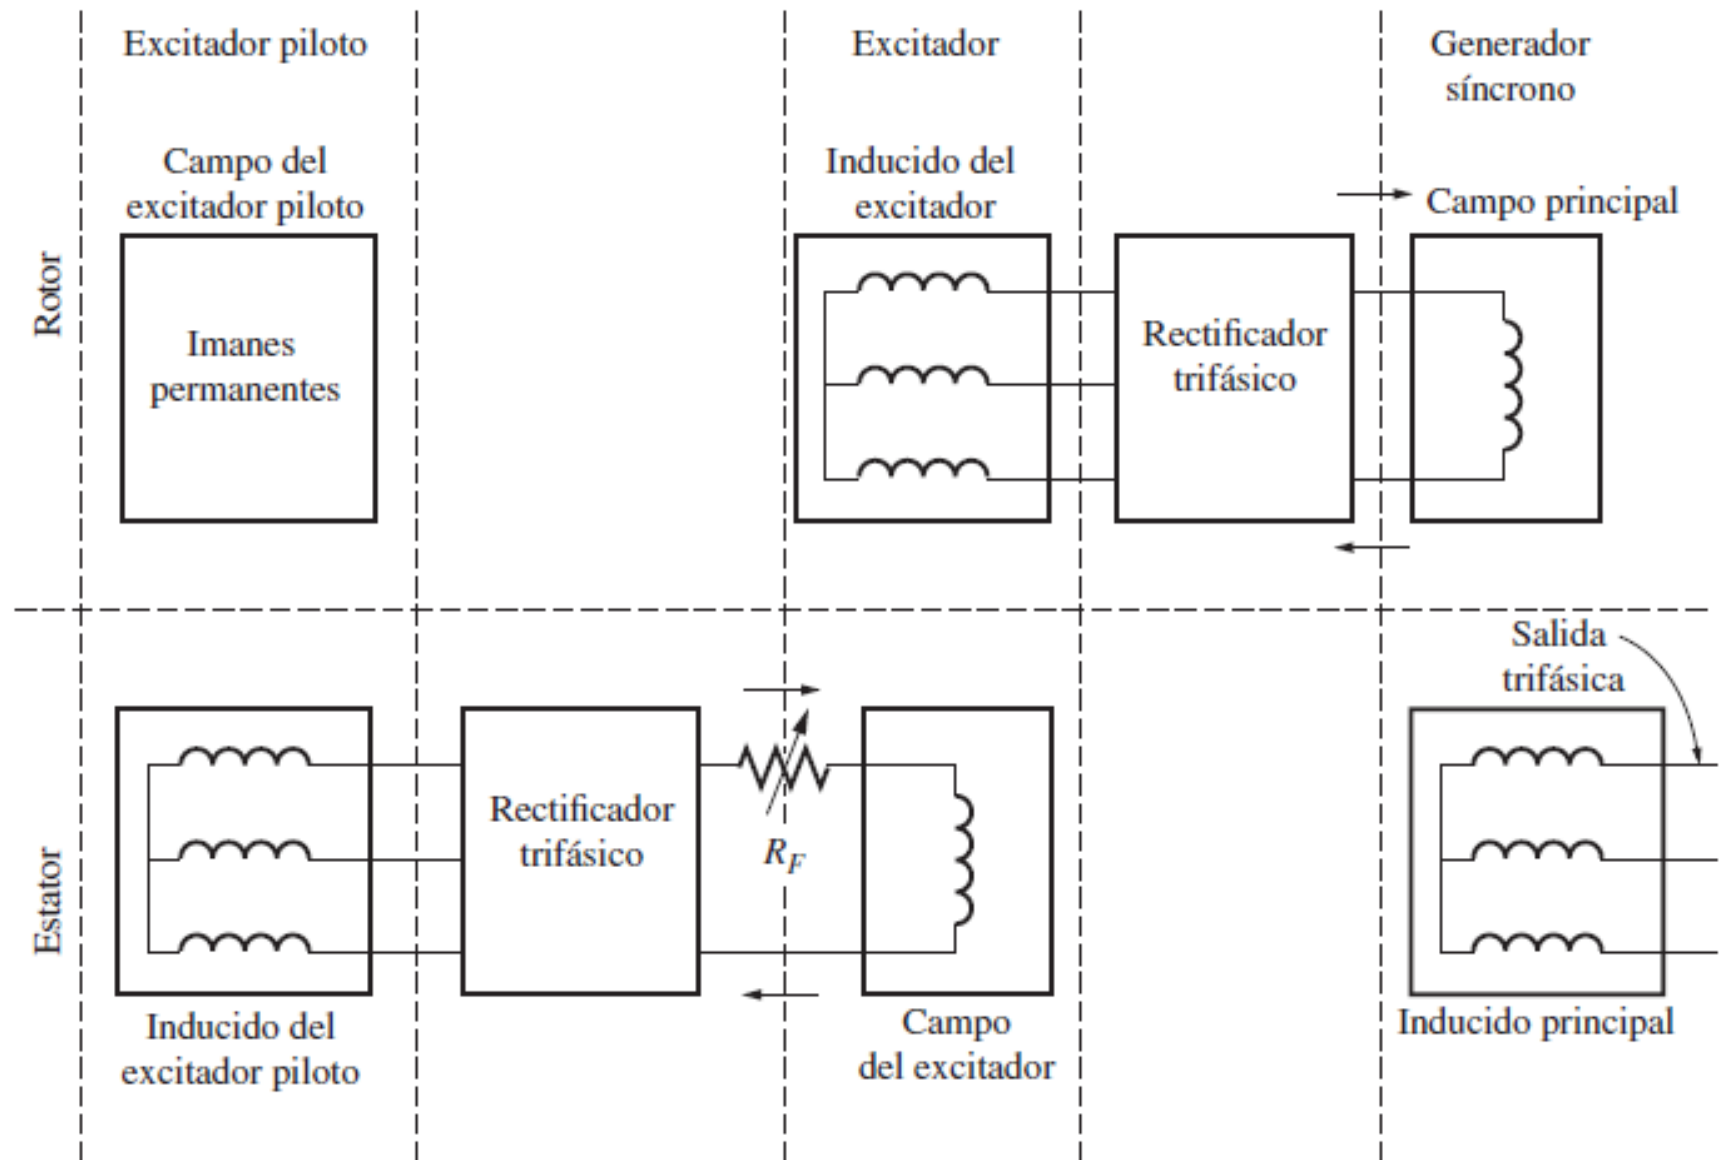 Excitador piloto
Excitador
Generador
síncrono
Campo del
excitador piloto
Inducido del
excitador
Campo principal
Rotor
Imanes
permanentes
Rectificador
trifásico
Salida
trifásica
Estator
Rectificador
trifásico
R_F
Inducido del
excitador piloto
Campo
del excitador
Inducido principal